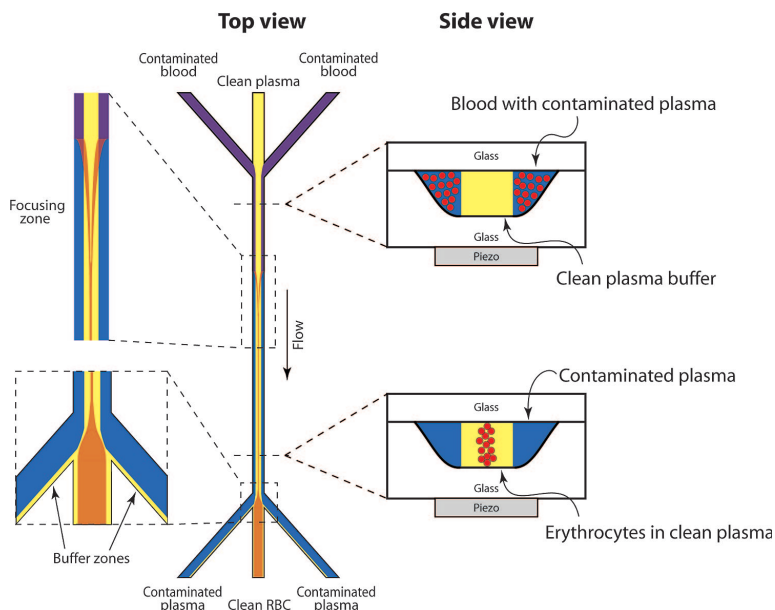 Top view
Side view
Contaminated
blood
Contaminated
blood
Clean plasma
Focusing
zone
Flow
Blood with contaminated plasma
Glass
Glass
Piezo
Clean plasma buffer
Contaminated plasma
Glass
Glass
Piezo
Erythrocytes in clean plasma
Buffer zones
Contaminated
plasma
Clean RBC
Contaminated
plasma